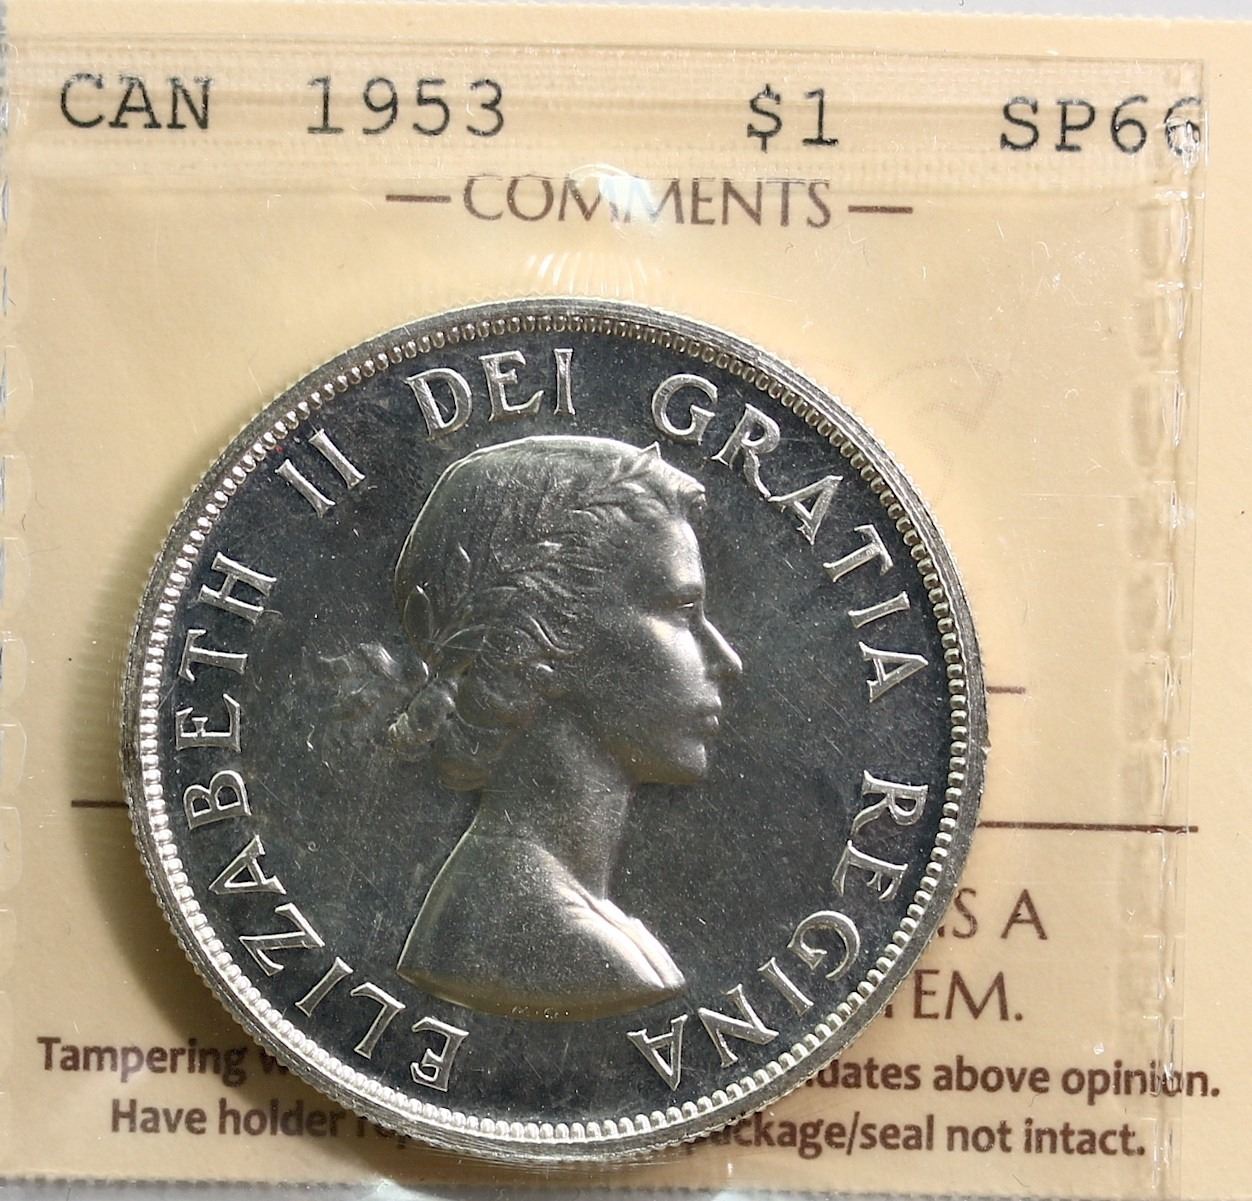 CAN 1953 $1 SP66
COMMENTS
ELIZABETH II DEI GRATIA REGINA
IS A
TEM.
Tampering dates above opinion.
Have holder package/seal not intact.